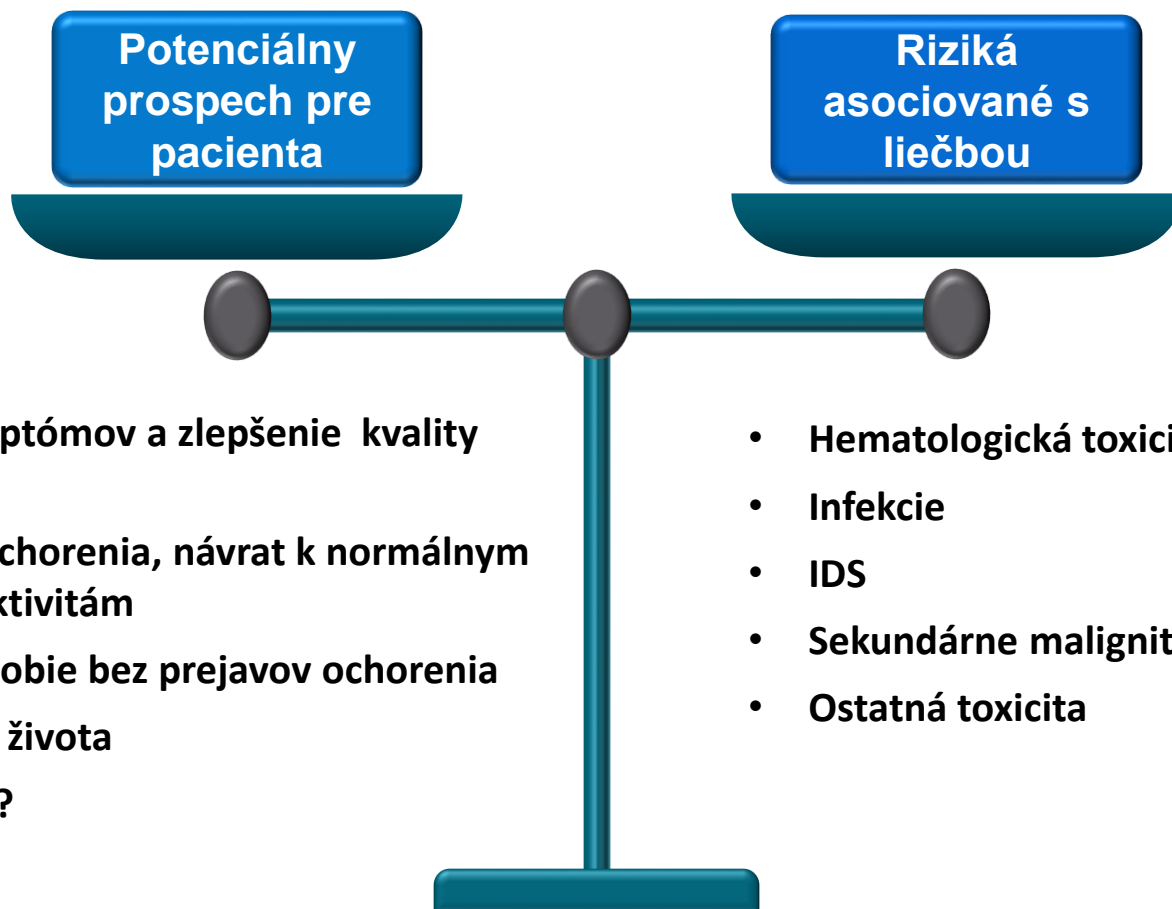 Potenciálny
prospech pre
pacienta
Riziká
asociované s
liečbou
ptómov a zlepšenie kvality
chorenia, návrat k normálnym
ktivitám
obie bez prejavov ochorenia
života
?
• Hematologická toxici
• Infekcie
• IDS
• Sekundárne malignit
• Ostatná toxicita